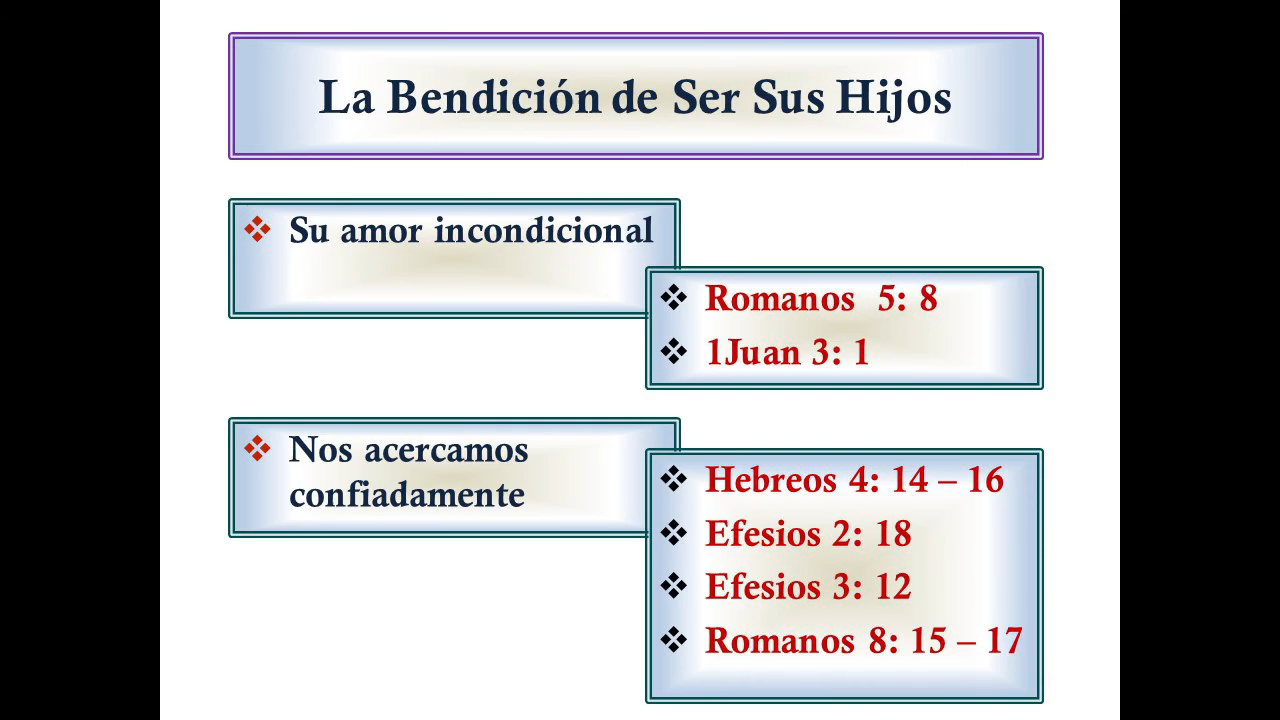 La Bendición de Ser Sus Hijos
Su amor incondicional
Romanos 5: 8
1Juan 3: 1
Nos acercamos
confiadamente
Hebreos 4: 14 – 16
Efesios 2: 18
Efesios 3: 12
Romanos 8: 15 – 17